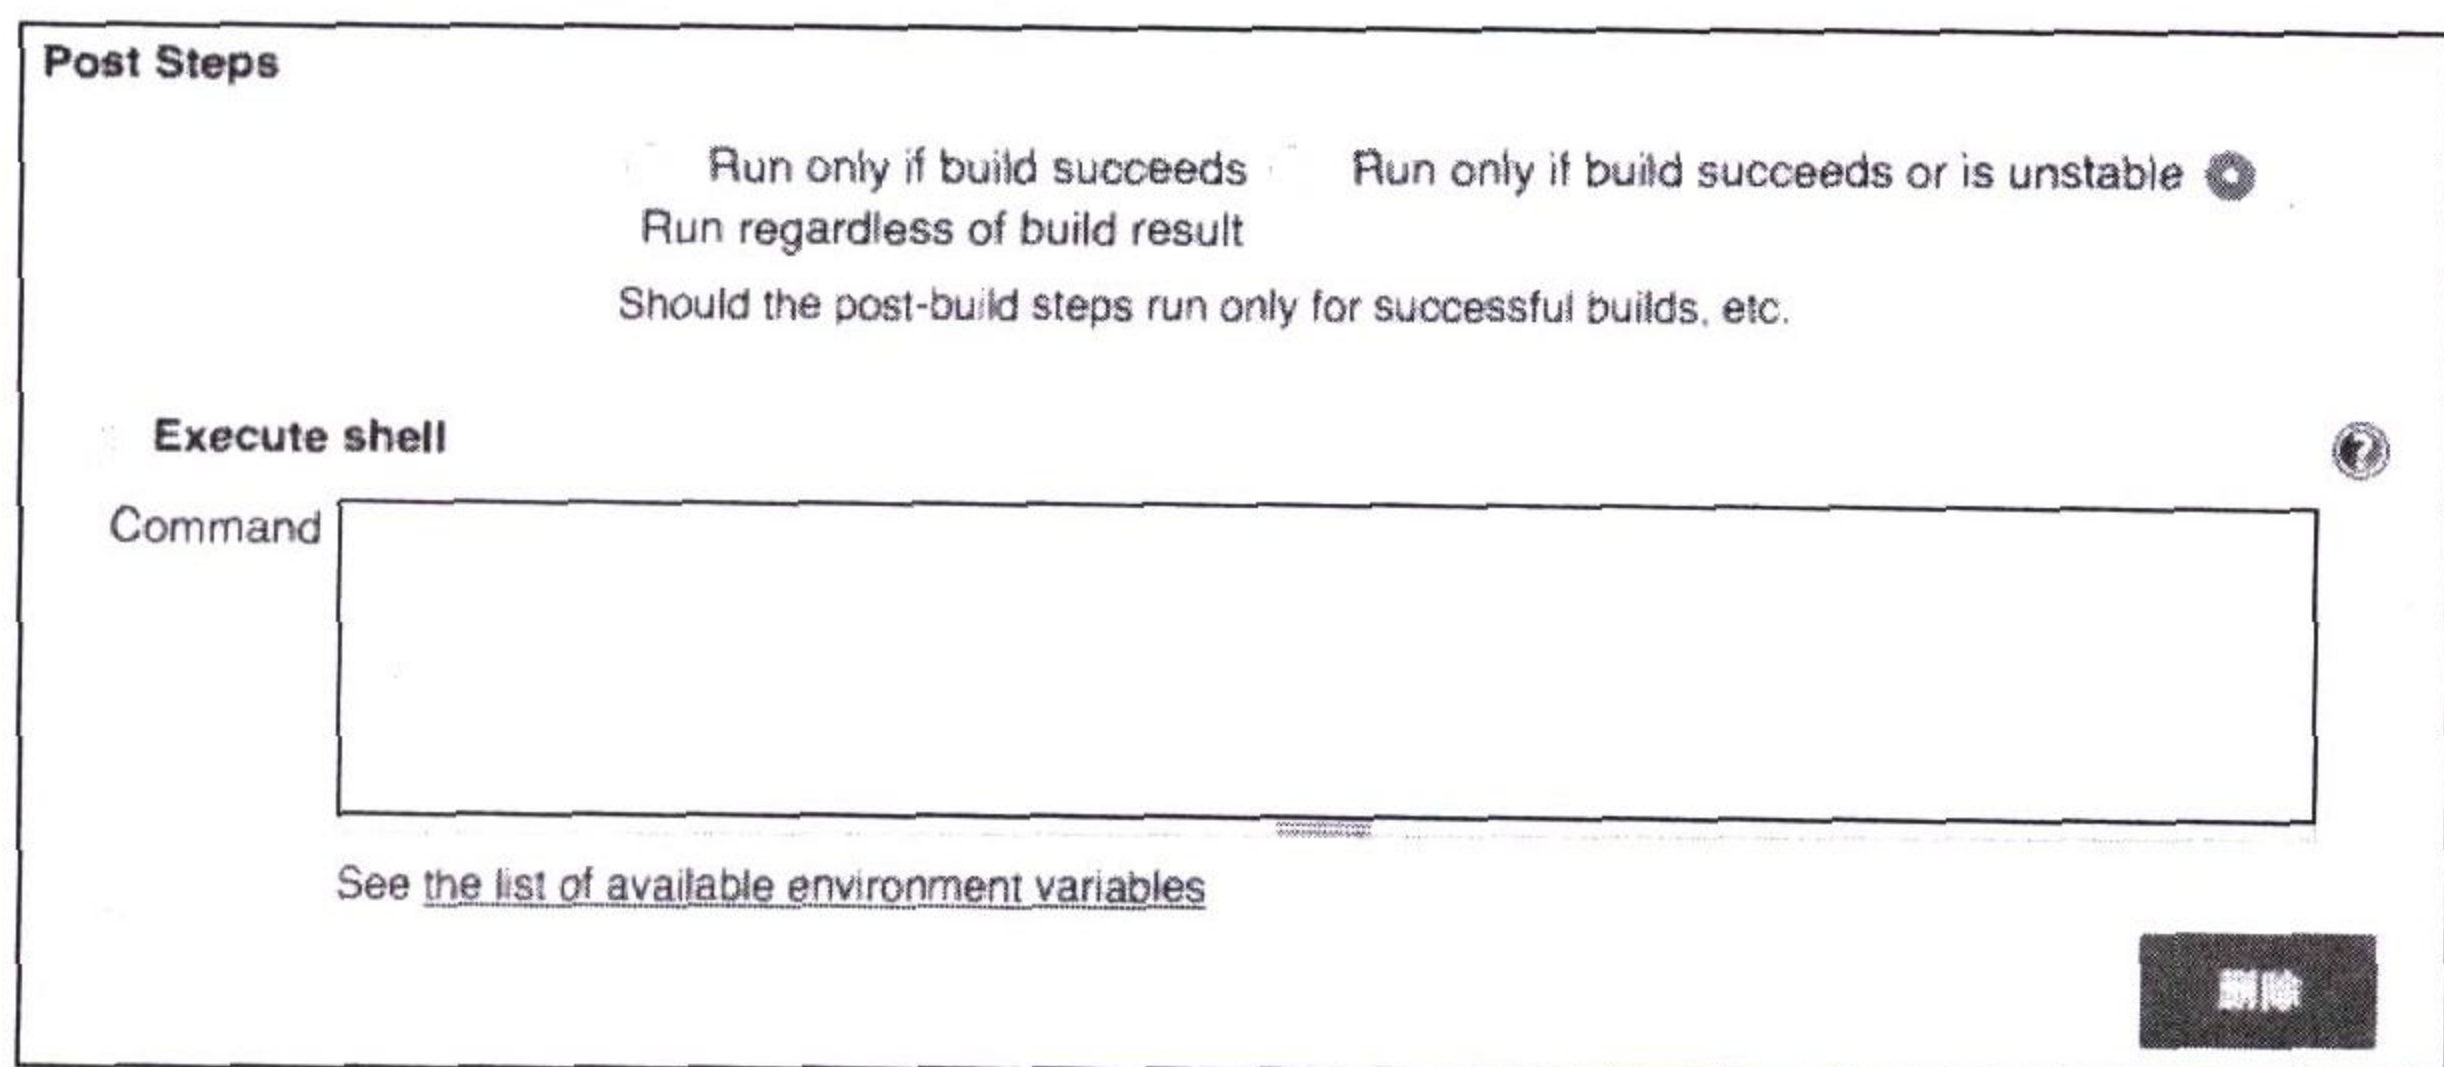 Post Steps
Run only if build succeeds Run only if build succeeds or is unstable
Run regardless of build result
Should the post-build steps run only for successful builds, etc.
Execute shell
Command
See the list of available environment variables
删除